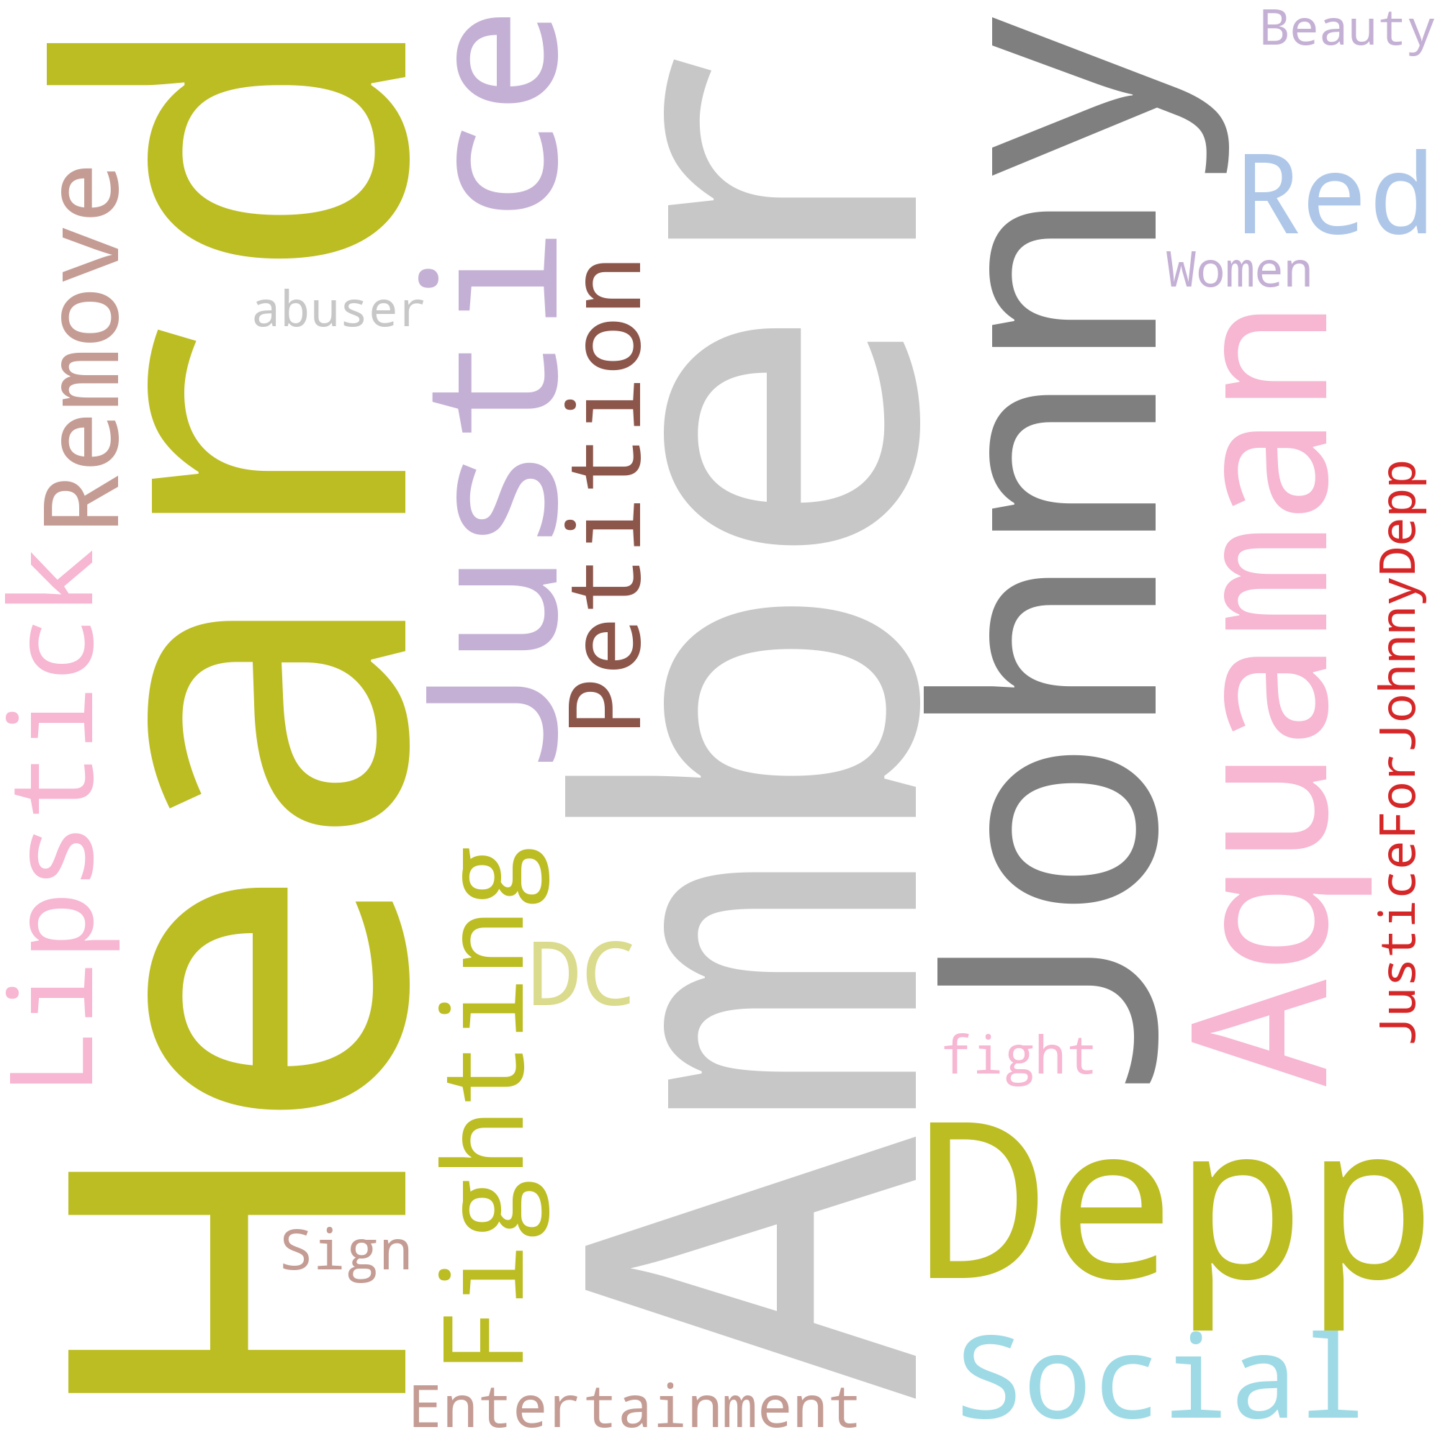 Lipstick
Remove
Heard
abuser
Sign
Justice
Fighting
DC
Petition
Entertainment
Amber
Johnny
fight
Depp
Social
Beauty
Red
Women
Aquaman
JusticeForJohnnyDepp